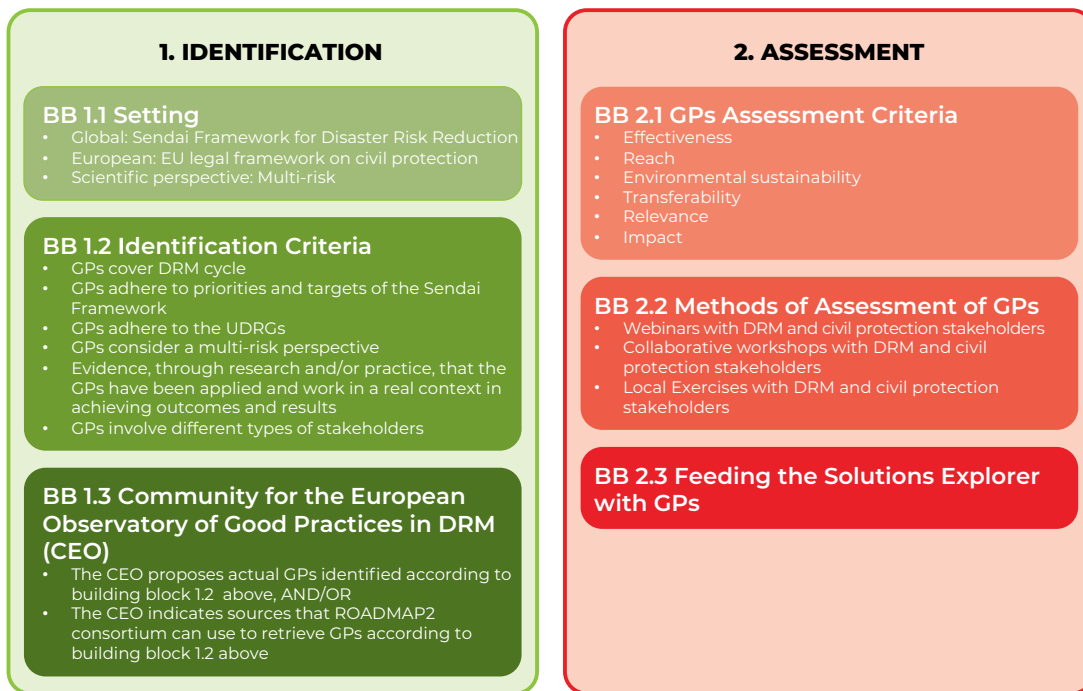 1. IDENTIFICATION
BB 1.1 Setting
• Global: Sendai Framework for Disaster Risk Reduction
• European: EU legal framework on civil protection
• Scientific perspective: Multi-risk
BB 1.2 Identification Criteria
• GPs cover DRM cycle
• GPs adhere to priorities and targets of the Sendai
Framework
• GPs adhere to the UDRGs
• GPs consider a multi-risk perspective
• Evidence, through research and/or practice, that the
GPs have been applied and work in a real context in
achieving outcomes and results
• GPs involve different types of stakeholders
BB 1.3 Community for the European
Observatory of Good Practices in DRM
(CEO)
• The CEO proposes actual GPs identified according to
building block 1.2 above, AND/OR
• The CEO indicates sources that ROADMAP2
consortium can use to retrieve GPs according to
building block 1.2 above
2. ASSESSMENT
BB 2.1 GPs Assessment Criteria
• Effectiveness
• Reach
• Environmental sustainability
• Transferability
• Relevance
• Impact
BB 2.2 Methods of Assessment of GPs
• Webinars with DRM and civil protection stakeholders
• Collaborative workshops with DRM and civil
protection stakeholders
• Local Exercises with DRM and civil protection
stakeholders
BB 2.3 Feeding the Solutions Explorer
with GPs